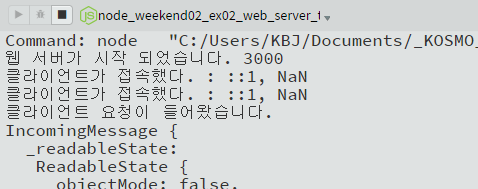 node_weekend02_ex02_web_server_t
Command: node "C:/Users/KBJ/Documents/_KOSMO_
웹 서버가 시작 되었습니다. 3000
클라이언트가 접속했다. : ::1, NaN
클라이언트가 접속했다. : ::1, NaN
클라이언트 요청이 들어왔습니다.
IncomingMessage {
_readableState:
ReadableState {
objectMode: false,